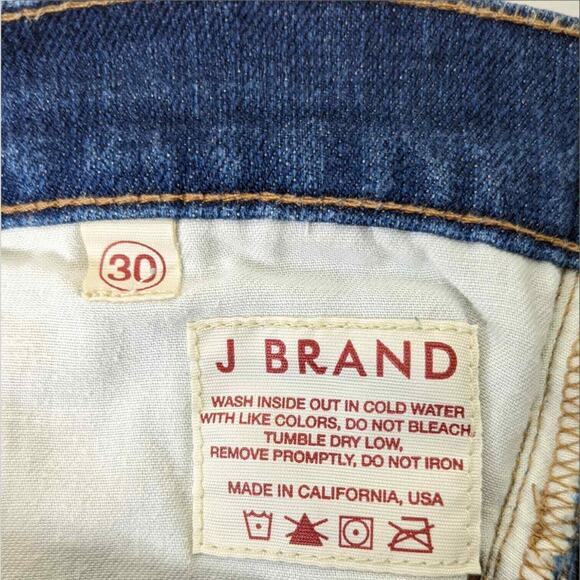 30
J BRAND
WASH INSIDE OUT IN COLD WATER
WITH LIKE COLORS, DO NOT BLEACH
TUMBLE DRY LOW,
REMOVE PROMPTLY, DO NOT IRON
MADE IN CALIFORNIA, USA